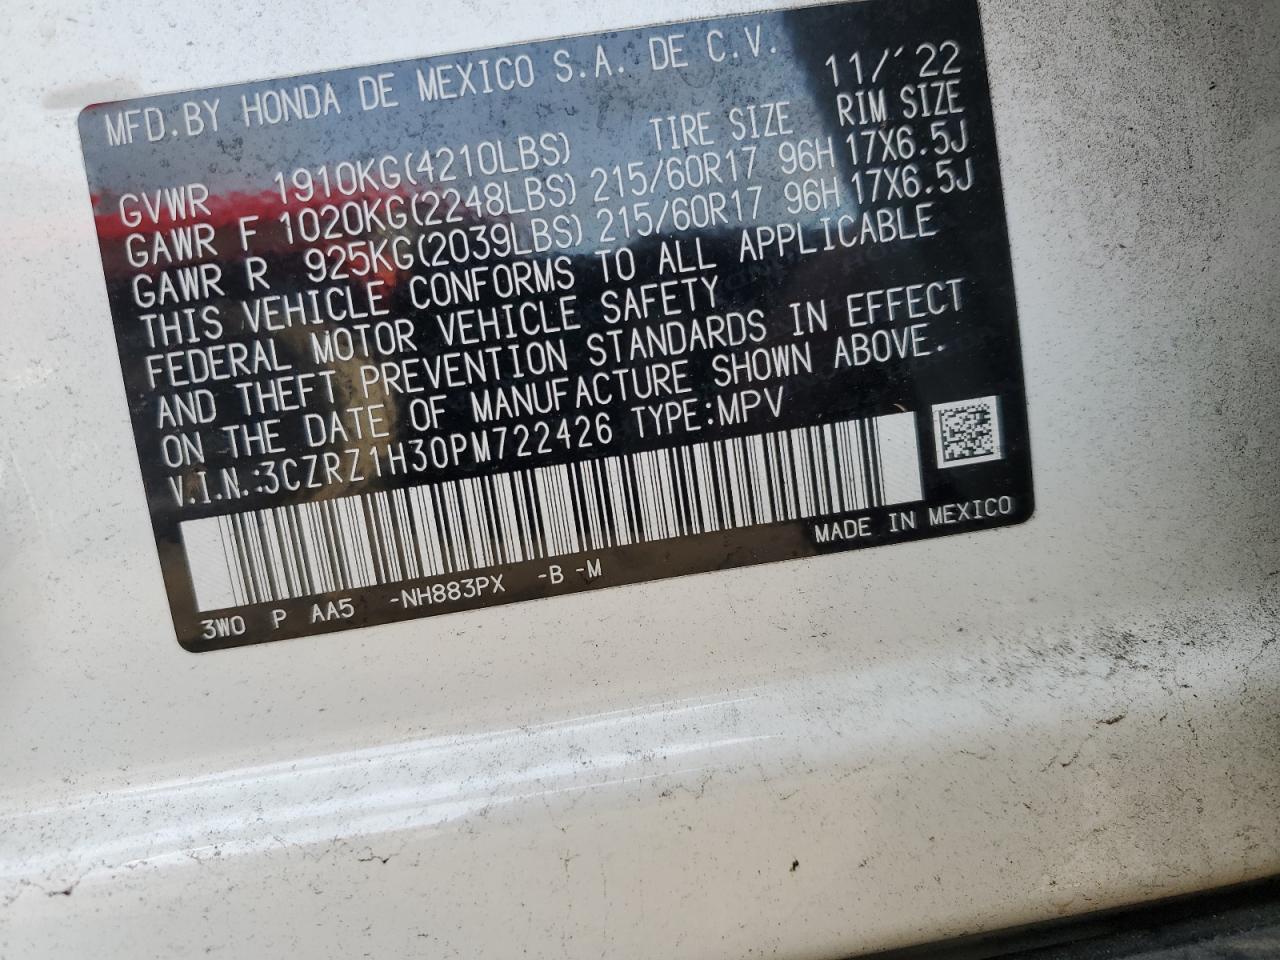 MFD.BY HONDA DE MEXICO S.A. DE C.V. 11/'22
TIRE SIZE RIM SIZE
GVWR 1910KG(4210LBS)
GAWR F 1020KG(2248LBS) 215/60R17 96H 17X6.5J
GAWR R 925KG(2039LBS) 215/60R17 96H 17X6.5J
THIS VEHICLE CONFORMS TO ALL APPLICABLE
FEDERAL MOTOR VEHICLE SAFETY
AND THEFT PREVENTION STANDARDS IN EFFECT
ON THE DATE OF MANUFACTURE SHOWN ABOVE.
V.I.N.:3CZRZ1H30PM722426 TYPE:MPV
MADE IN MEXICO
3W0 P AA5 -NH883PX -B -M